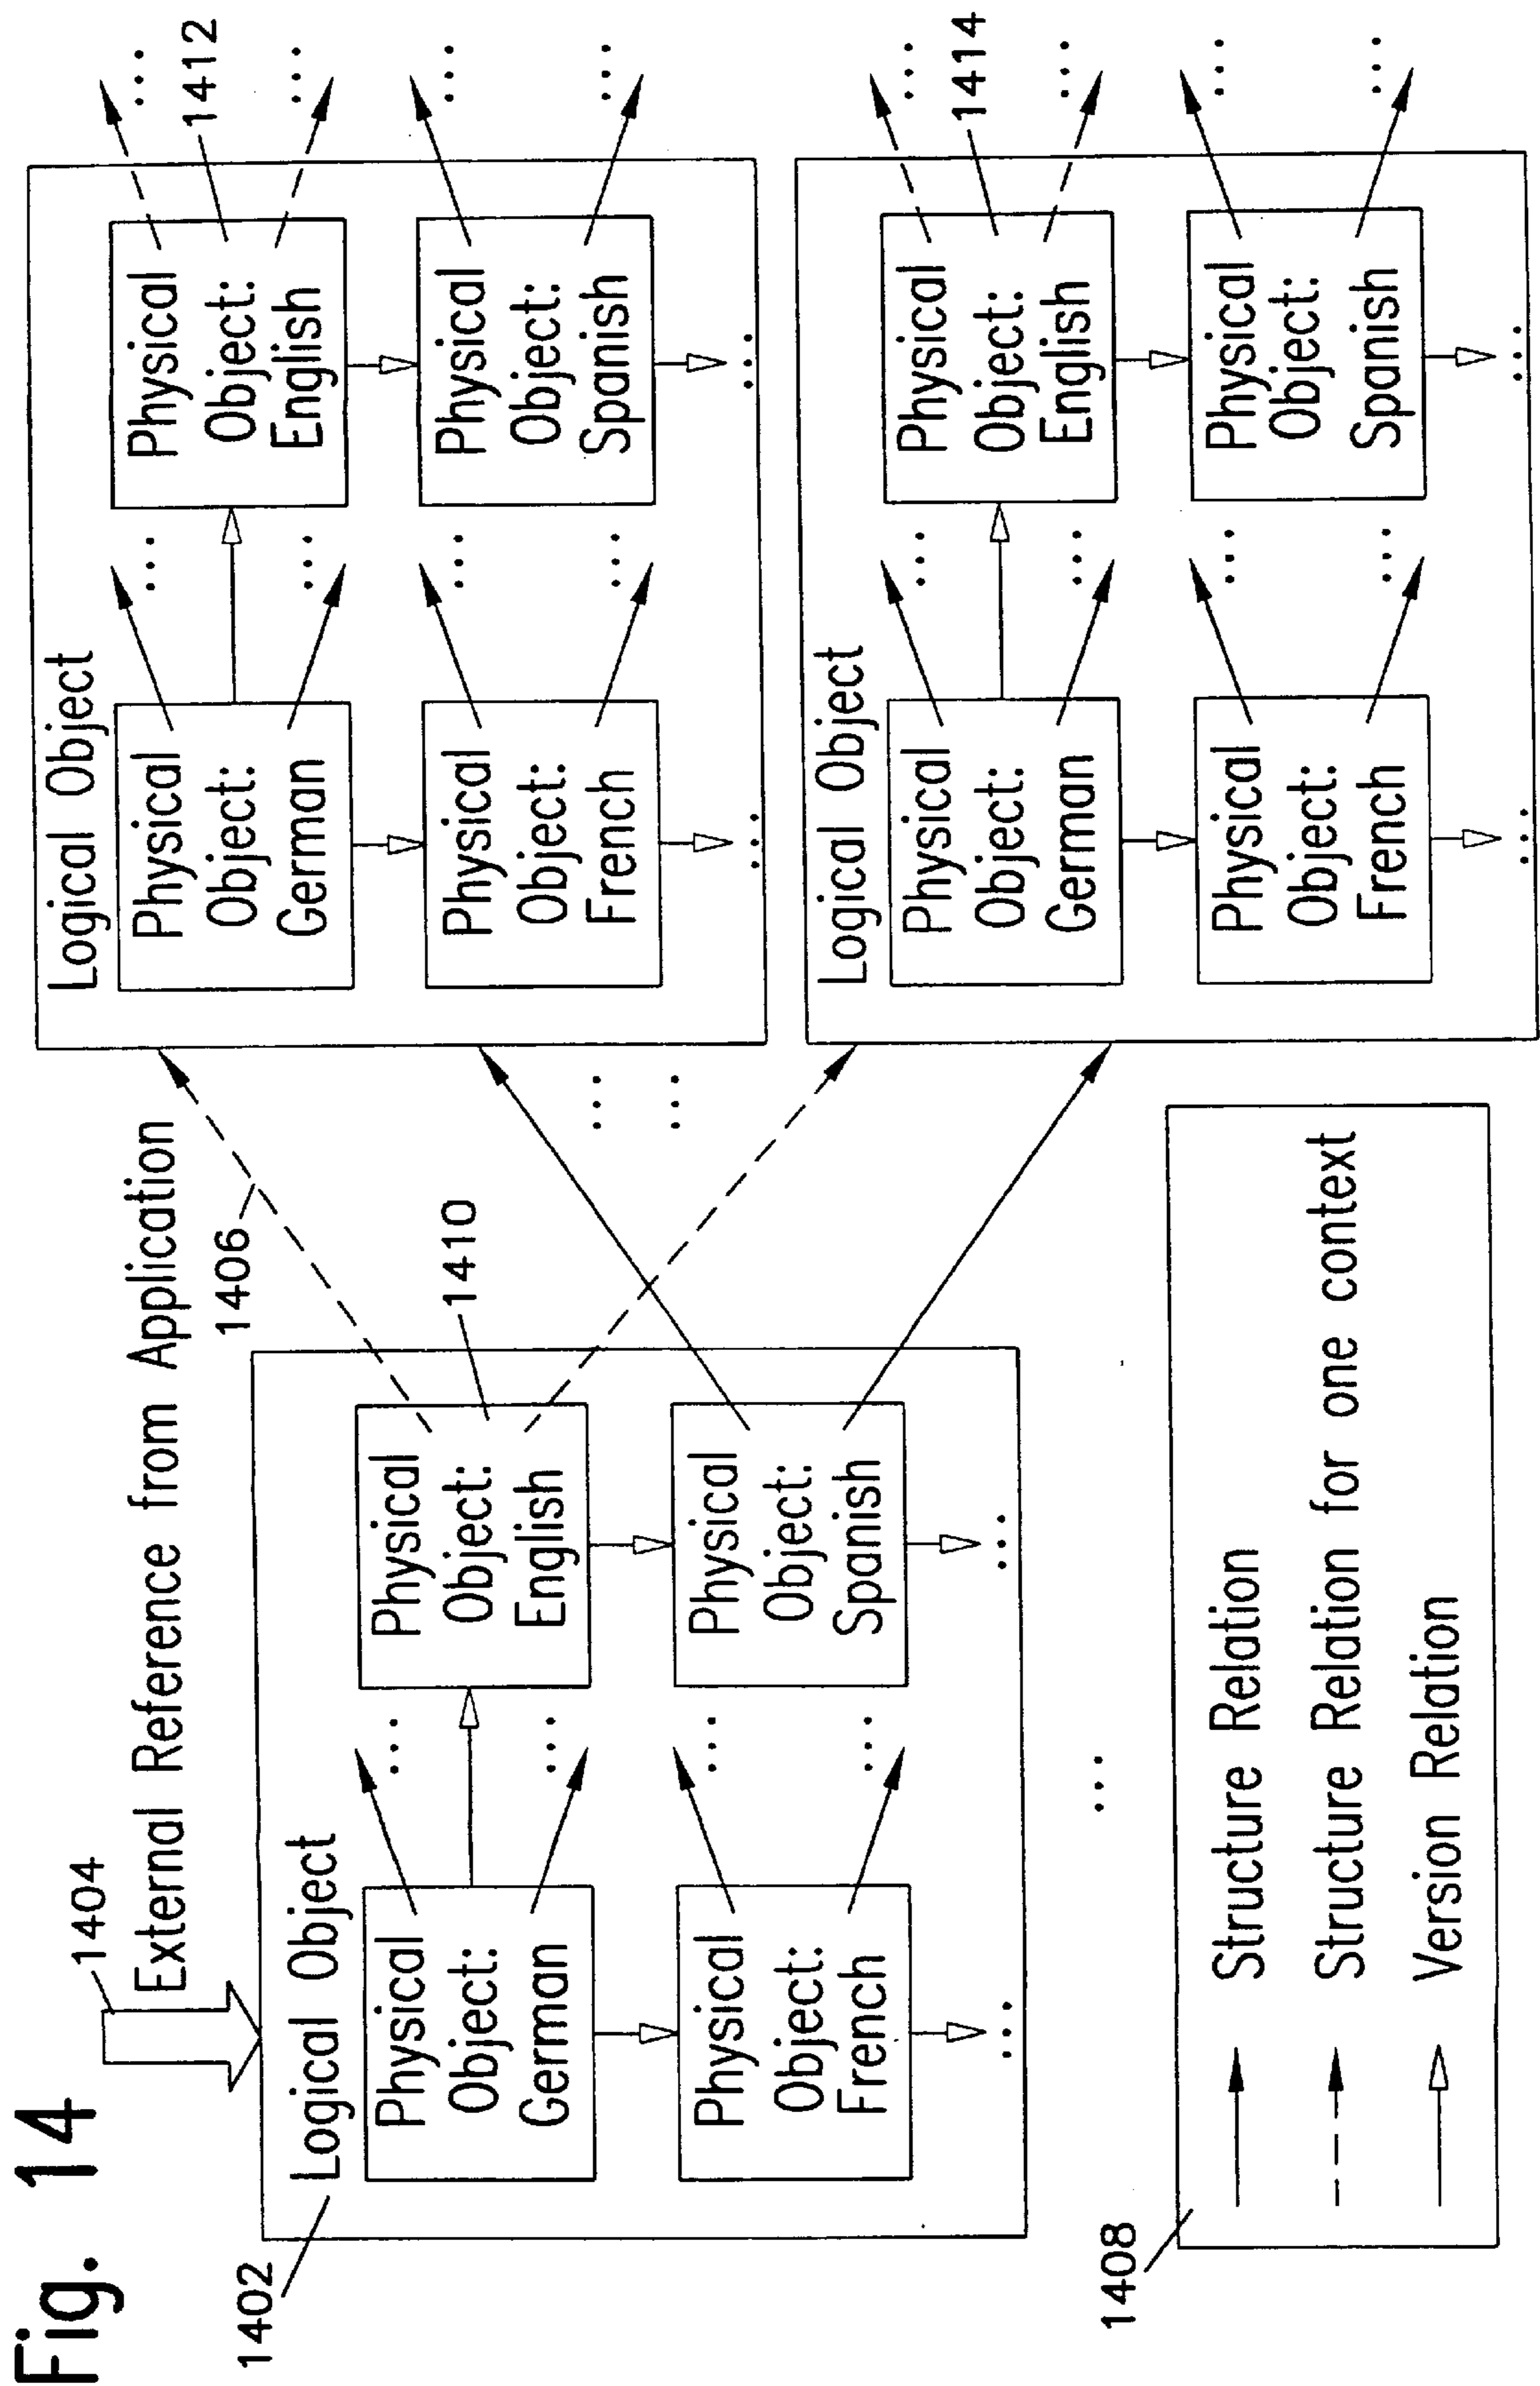 Fig. 14
1404
External Reference from Application
1402
Logical Object
Physical
Object:
German
Physical
Object:
English
1410
1406
Physical
Object:
French
Physical
Object:
Spanish
...
...
...
...
...
...
...
...
...
Logical Object
Physical
Object:
German
Physical
Object:
English
1412
Physical
Object:
French
Physical
Object:
Spanish
...
...
...
...
...
...
...
...
...
...
Logical Object
Physical
Object:
German
Physical
Object:
English
1414
Physical
Object:
French
Physical
Object:
Spanish
...
...
...
...
...
...
...
...
...
...
1408
Structure Relation
Structure Relation for one context
Version Relation